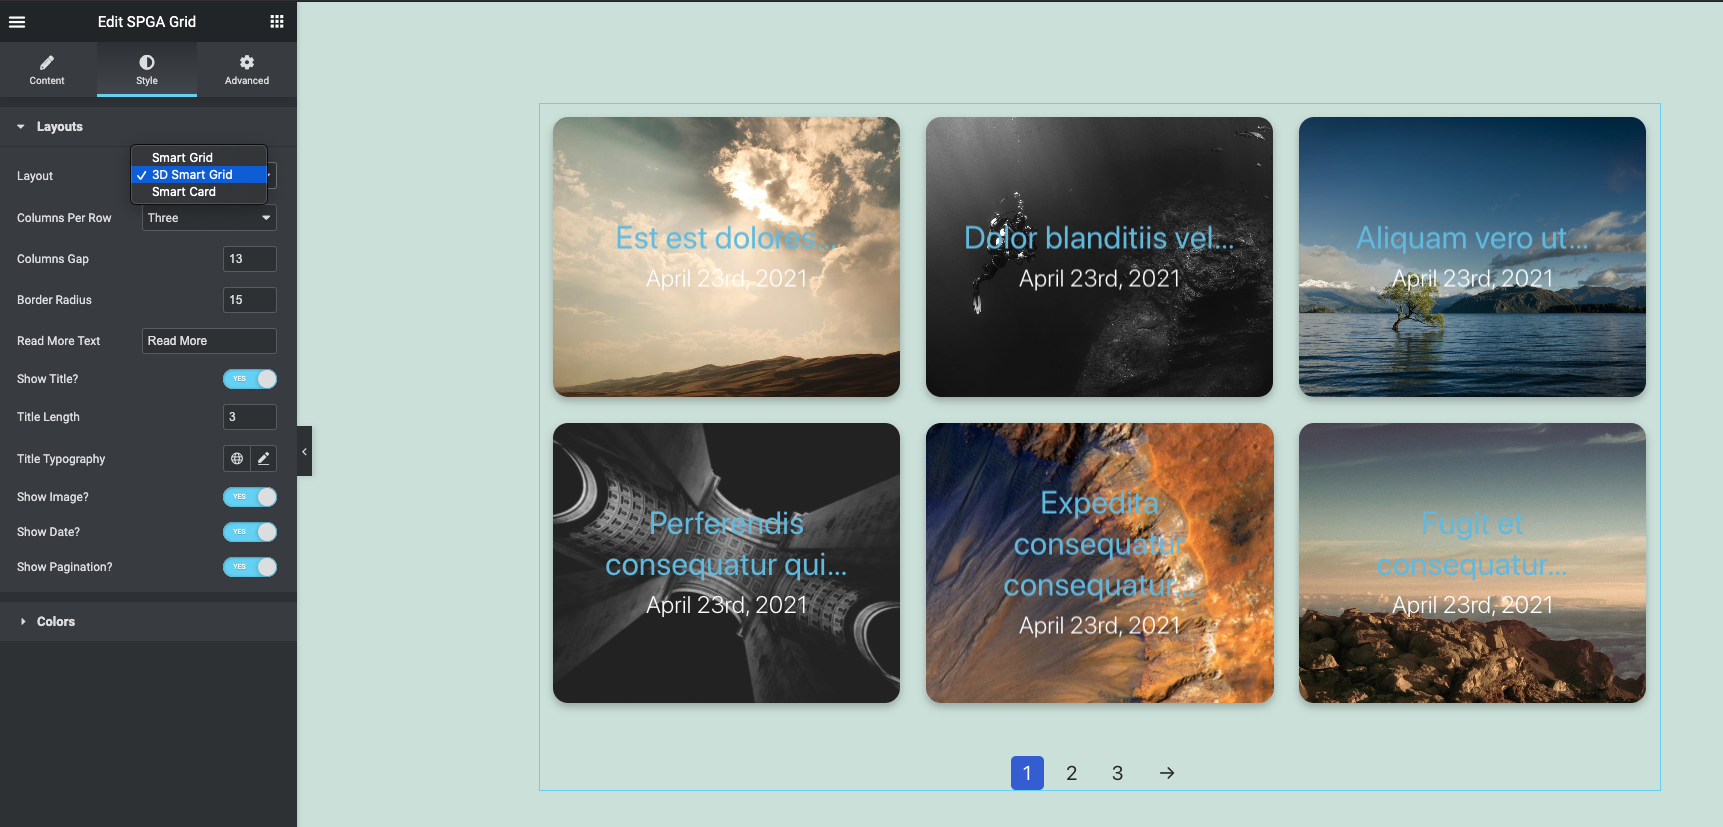 Edit SPGA Grid
Content
Style
Advanced
Layouts
Layout
Smart Grid
3D Smart Grid
Smart Card
Columns Per Row
Three
Columns Gap
13
Border Radius
15
Read More Text
Read More
Show Title?
YES
Title Length
3
Title Typography
Show Image?
YES
Show Date?
YES
Show Pagination?
YES
Colors
Est est dolores...
April 23rd, 2021
Dolor blanditiis vel...
April 23rd, 2021
Aliquam vero ut...
April 23rd, 2021
Perferendis
consequatur qui...
April 23rd, 2021
Expedita
consequatur
consequatur...
April 23rd, 2021
Fugit et
consequatur...
April 23rd, 2021
1 2 3 →